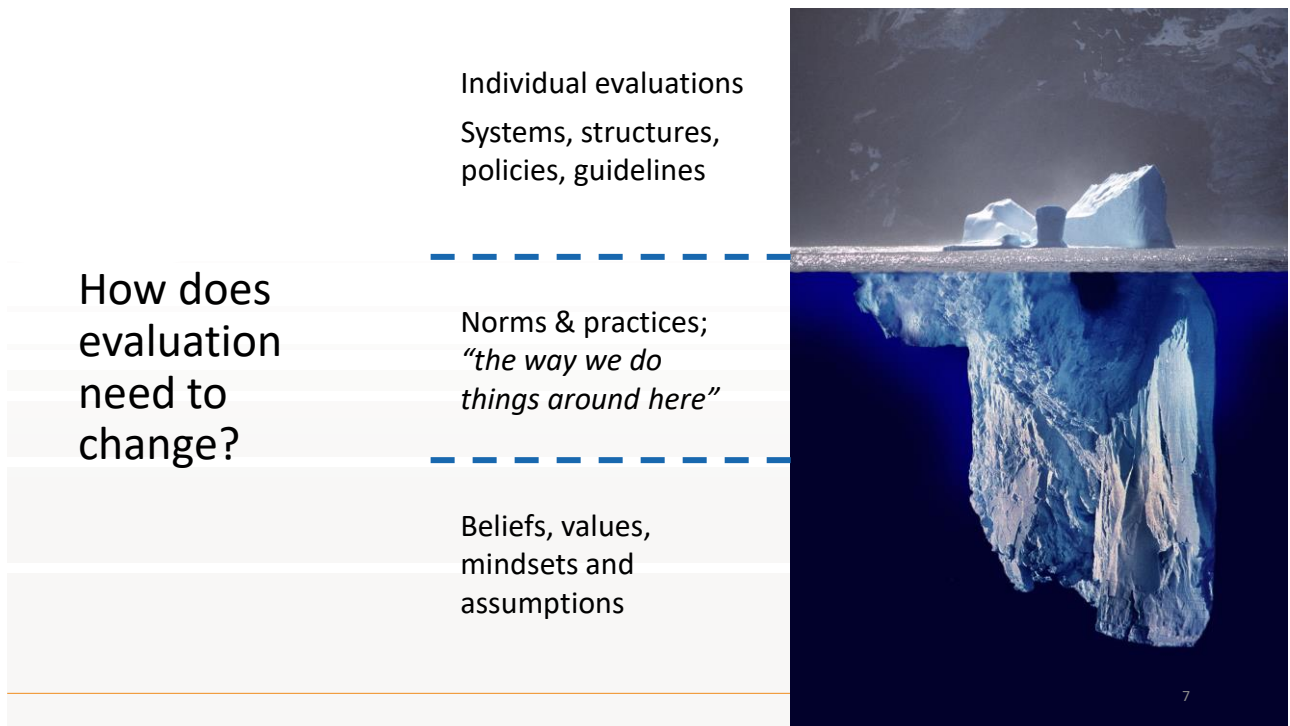 How does
evaluation
need to
change?
Individual evaluations
Systems, structures,
policies, guidelines
Norms & practices;
“the way we do
things around here”
Beliefs, values,
mindsets and
assumptions
7